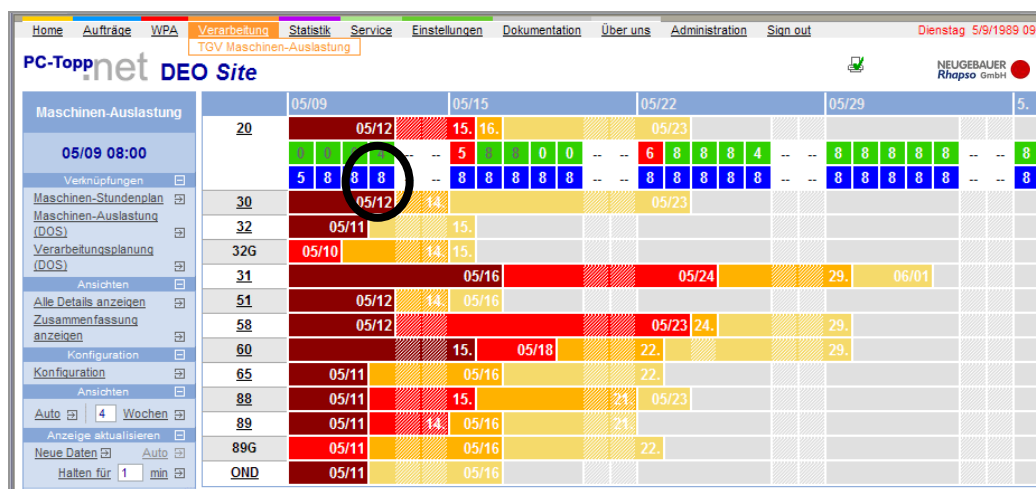 Home Aufträge WPA Verarbeitung Statistik Service Einstellungen Dokumentation Über uns Administration Sign out Dienstag 5/9/1989 09
TGV Maschinen-Auslastung
PC-Topp.net DEO Site
NEUGEBAUER
Rhapso GmbH
Maschinen-Auslastung
05/09 08:00
Verknüpfungen
Maschinen-Stundenplan
Maschinen-Auslastung
(DOS)
Verarbeitungsplanung
(DOS)
Ansichten
Alle Details anzeigen
Zusammenfassung
anzeigen
Konfiguration
Konfiguration
Ansichten
Auto 4 Wochen
Anzeige aktualisieren
Neue Daten Auto
Halten für 1 min
05/09 05/15 05/22 05/29 5.
20 05/12 15. 16. 05/23
0 0 4 -- -- 5 8 8 0 0 -- -- 6 8 8 8 4 -- -- 8 8 8 8 8 -- -- 8
5 8 8 8 -- 8 8 8 8 8 -- -- 8 8 8 8 8 -- -- 8 8 8 8 8 -- -- 8
30 05/12 14. 05/23
32 05/11 15.
32G 05/10 14. 15.
31 05/16 05/24 29. 06/01
51 05/12 14. 05/16
58 05/12 05/23 24. 29.
60 15. 05/18 22. 29.
65 05/11 05/16 22.
88 05/11 15. 21. 05/23
89 05/11 14. 05/16 21.
89G 05/11 05/16 22.
OND 05/11 05/16